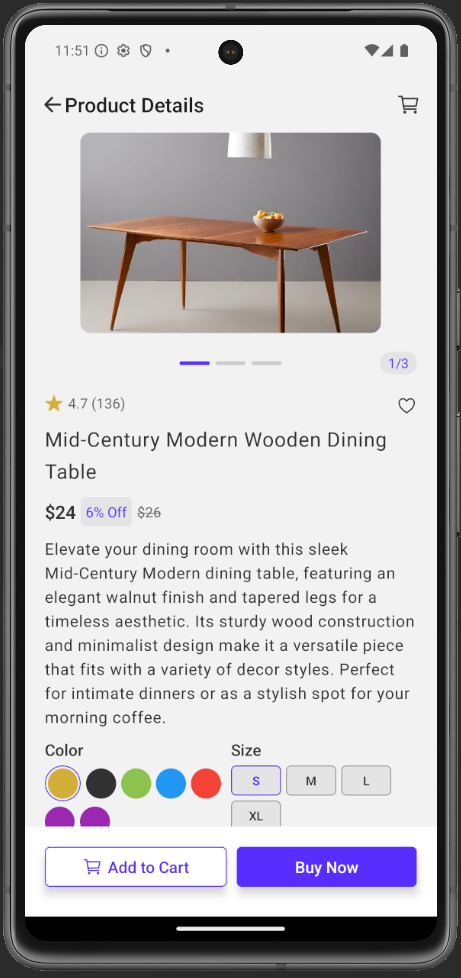 11:51
Product Details
1/3
4.7 (136)
Mid-Century Modern Wooden Dining
Table
$24 6% Off $26
Elevate your dining room with this sleek
Mid-Century Modern dining table, featuring an
elegant walnut finish and tapered legs for a
timeless aesthetic. Its sturdy wood construction
and minimalist design make it a versatile piece
that fits with a variety of decor styles. Perfect
for intimate dinners or as a stylish spot for your
morning coffee.
Color Size
S M L
XL
Add to Cart Buy Now